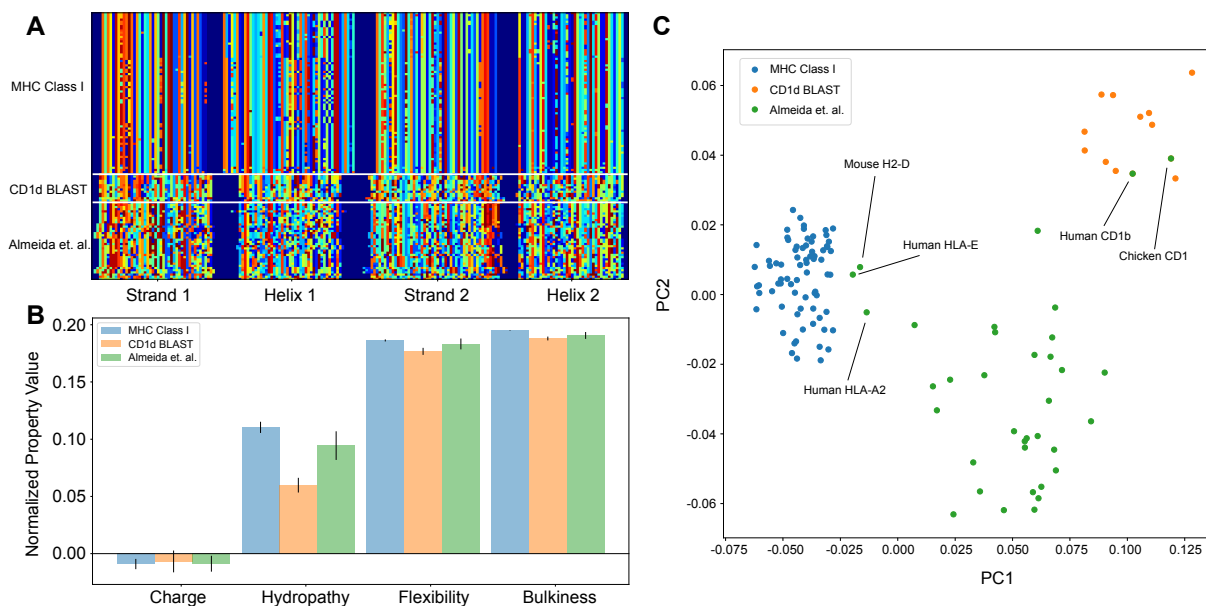 A
MHC Class I
CD1d BLAST
Almeida et. al.
Strand 1
Helix 1
Strand 2
Helix 2
B
MHC Class I
CD1d BLAST
Almeida et. al.
Normalized Property Value
0.20
0.15
0.10
0.05
0.00
Charge
Hydropathy
Flexibility
Bulkiness
C
MHC Class I
CD1d BLAST
Almeida et. al.
Mouse H2-D
Human HLA-E
Human HLA-A2
Human CD1b
Chicken CD1
PC2
0.06
0.04
0.02
0.00
-0.02
-0.04
-0.06
-0.075
-0.050
-0.025
0.000
0.025
0.050
0.075
0.100
0.125
PC1